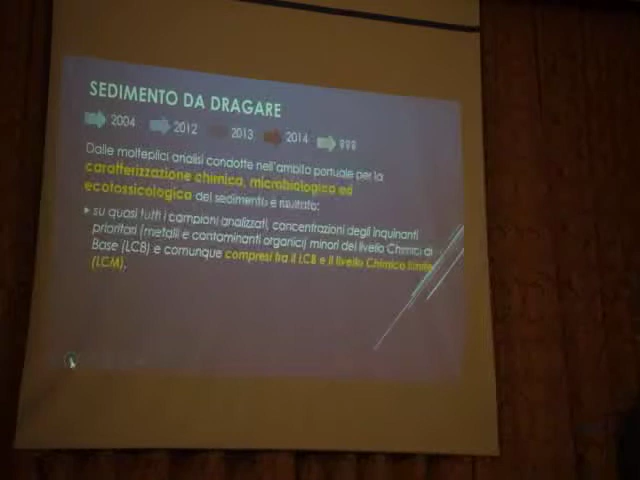 SEDIMENTO DA DRAGARE
2004 2012 2013 2014 ???
Dalle molteplici analisi condotte nell'ambito portuale per la
caratterizzazione chimica, microbiologica ed
ecotossicologica del sedimento è risultato:
su quasi tutti i campioni analizzati, concentrazioni degli inquinanti
prioritari (metalli e contaminanti organici) minori del livello Chimico di
Base (LCB) e comunque compresi fra il LCB e il livello Chimico limite
(LCM).